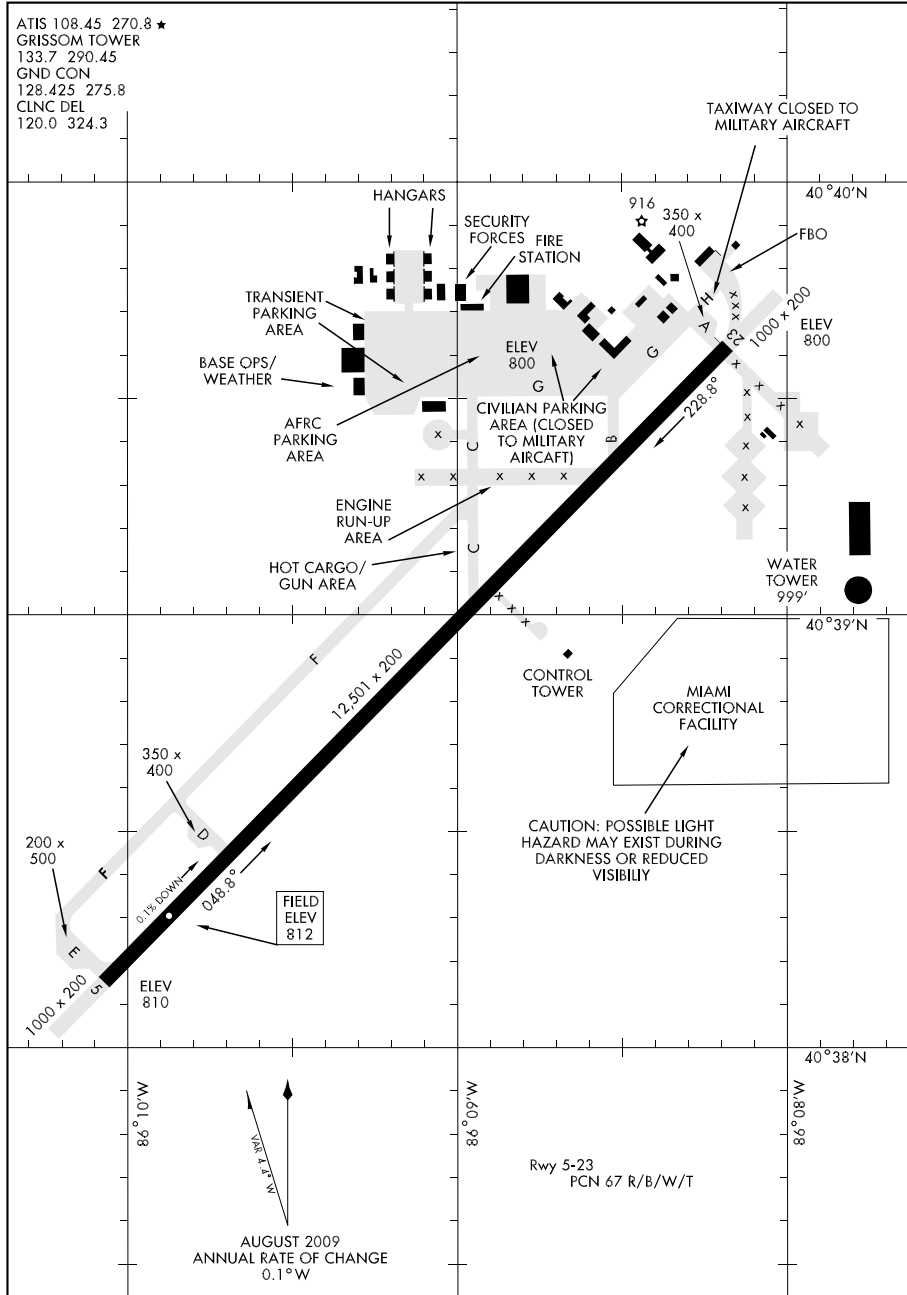 ATIS 108.45 270.8 ★
GRISSOM TOWER
133.7 290.45
GND CON
128.425 275.8
CLNC DEL
120.0 324.3
TAXIWAY CLOSED TO
MILITARY AIRCRAFT
40°40'N
HANGARS
916
350 x
400
SECURITY
FORCES
FIRE
STATION
FBO
TRANSIENT
PARKING
AREA
H
A
x
x
x
x
23
1000 x 200
ELEV
800
BASE OPS/
WEATHER
ELEV
800
G
G
x
x
x
x
228.8°
AFRC
PARKING
AREA
CIVILIAN PARKING
AREA (CLOSED
TO MILITARY
AIRCAFT)
x
C
B
x
x
x
x
x
x
x
x
x
x
ENGINE
RUN-UP
AREA
C
HOT CARGO/
GUN AREA
WATER
TOWER
999'
x
x
x
40°39'N
F
12,501 x 200
CONTROL
TOWER
MIAMI
CORRECTIONAL
FACILITY
350 x
400
D
CAUTION: POSSIBLE LIGHT
HAZARD MAY EXIST DURING
DARKNESS OR REDUCED
VISIBILIY
200 x
500
F
0.1% DOWN
048.8°
FIELD
ELEV
812
E
5
1000 x 200
ELEV
810
40°38'N
86°10'W
86°09'W
86°08'W
VAR 4.4° W
Rwy 5-23
PCN 67 R/B/W/T
AUGUST 2009
ANNUAL RATE OF CHANGE
0.1°W